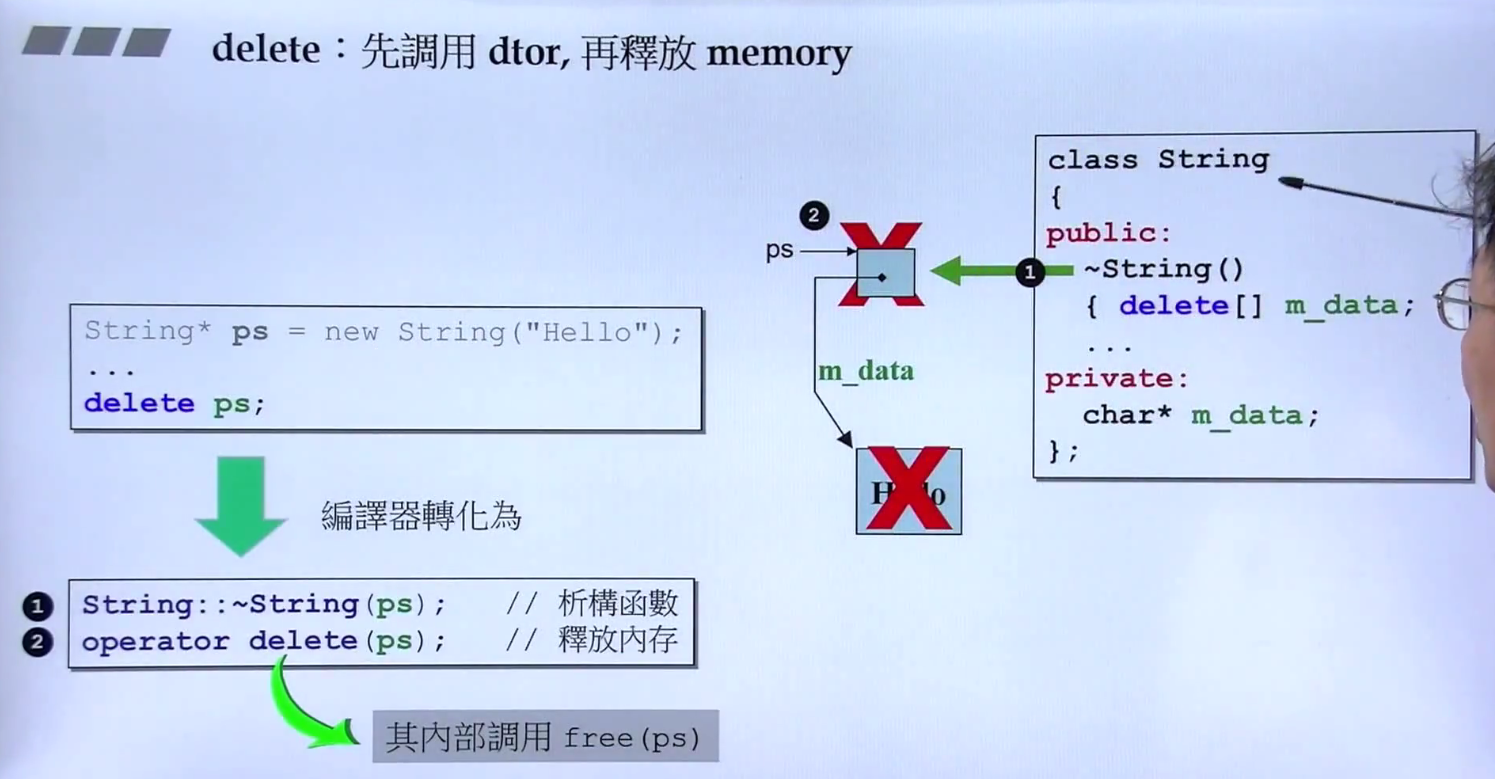 delete：先調用 dtor, 再釋放 memory
String* ps = new String("Hello");
...
delete ps;
編譯器轉化為
❶ String::~String(ps); // 析構函數
❷ operator delete(ps); // 釋放內存
其內部調用 free(ps)
❷
ps
m_data
❶
class String
{
public:
~String()
{ delete[] m_data;
...
private:
char* m_data;
};